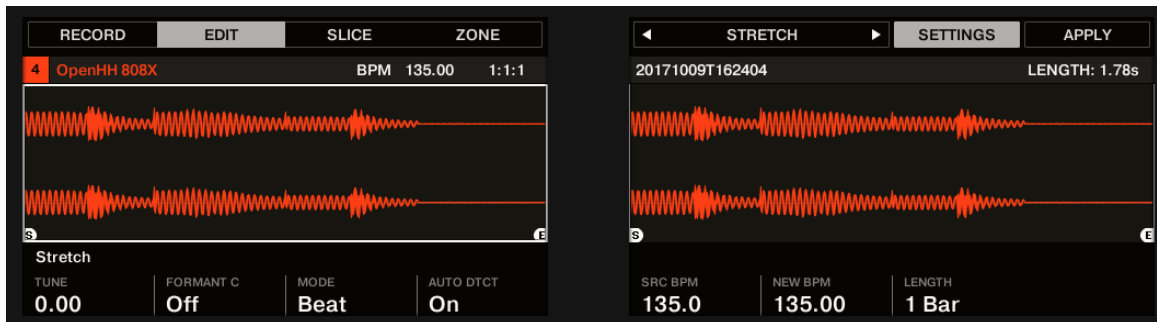 RECORD EDIT SLICE ZONE
4 OpenHH 808X BPM 135.00 1:1:1
S E
Stretch
TUNE FORMANT C MODE AUTO DTCT
0.00 Off Beat On
STRETCH SETTINGS APPLY
20171009T162404 LENGTH: 1.78s
S E
SRC BPM NEW BPM LENGTH
135.0 135.00 1 Bar